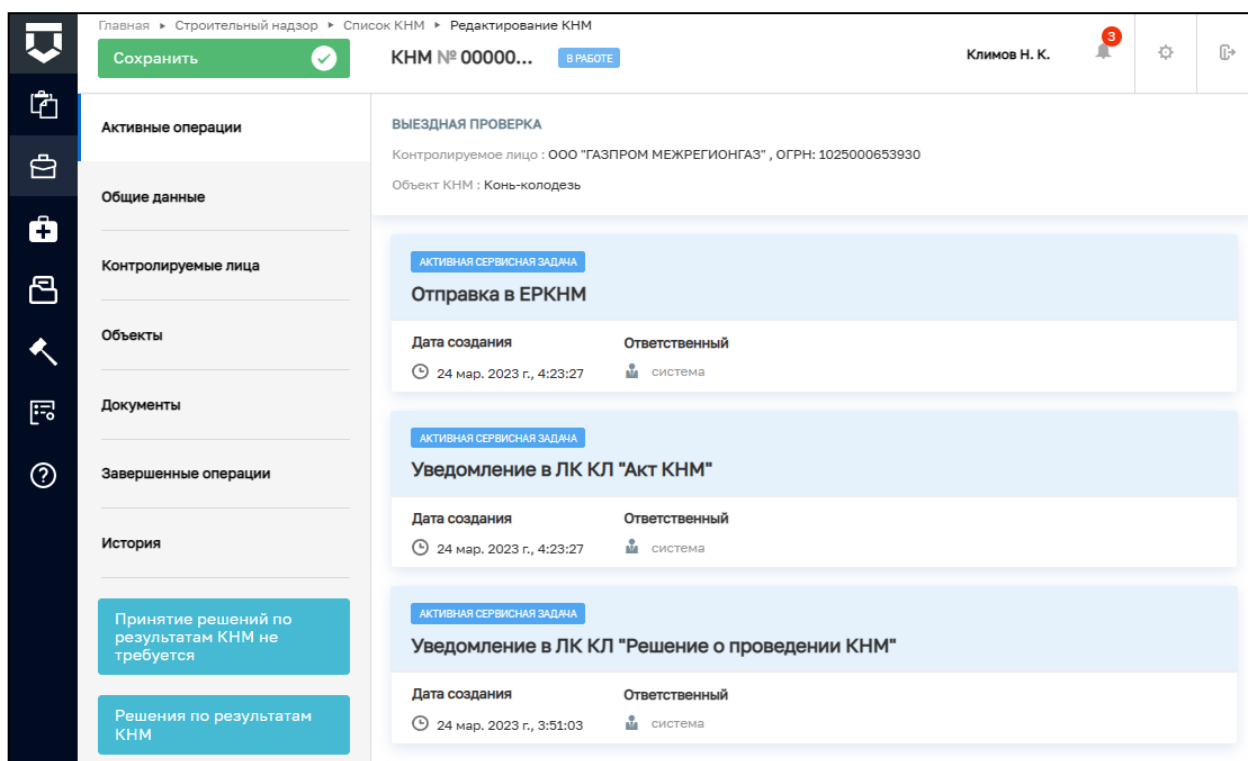 Главная ▸ Строительный надзор ▸ Список КНМ ▸ Редактирование КНМ
Сохранить
КНМ № 00000...
В РАБОТЕ
Климов Н. К.
3
Активные операции
Общие данные
Контролируемые лица
Объекты
Документы
Завершенные операции
История
Принятие решений по
результатам КНМ не
требуется
Решения по результатам
КНМ
ВЫЕЗДНАЯ ПРОВЕРКА
Контролируемое лицо : ООО "ГАЗПРОМ МЕЖРЕГИОНГАЗ" , ОГРН: 1025000653930
Объект КНМ : Конь-колодезь
АКТИВНАЯ СЕРВИСНАЯ ЗАДАЧА
Отправка в ЕРКНМ
Дата создания Ответственный
24 мар. 2023 г., 4:23:27 система
АКТИВНАЯ СЕРВИСНАЯ ЗАДАЧА
Уведомление в ЛК КЛ "Акт КНМ"
Дата создания Ответственный
24 мар. 2023 г., 4:23:27 система
АКТИВНАЯ СЕРВИСНАЯ ЗАДАЧА
Уведомление в ЛК КЛ "Решение о проведении КНМ"
Дата создания Ответственный
24 мар. 2023 г., 3:51:03 система